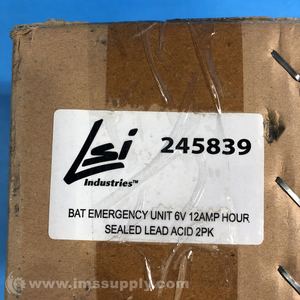 Lsi
Industries™
245839
BAT EMERGENCY UNIT 6V 12AMP HOUR
SEALED LEAD ACID 2PK
© www.imssupply.com